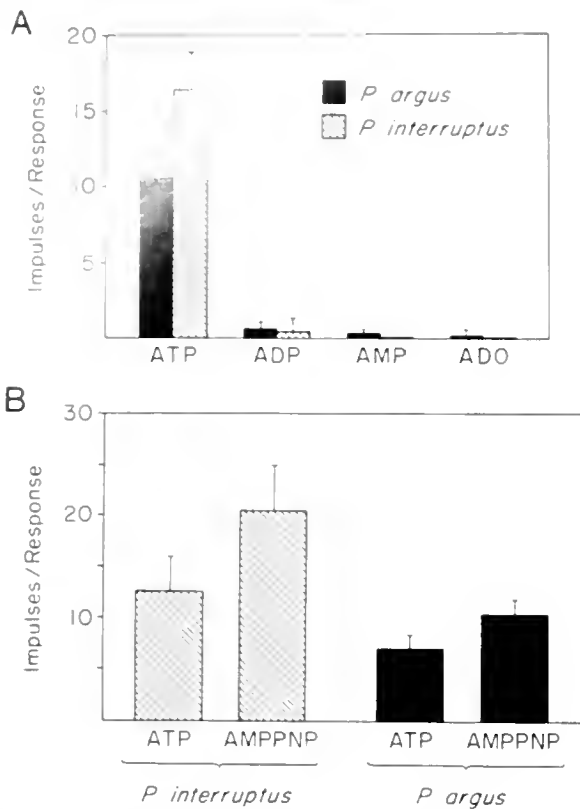 A
20
15
10
5
Impulses/Response
P argus
P interruptus
ATP ADP AMP ADO
B
30
20
10
Impulses/Response
ATP AMPPNP ATP AMPPNP
P interruptus P argus